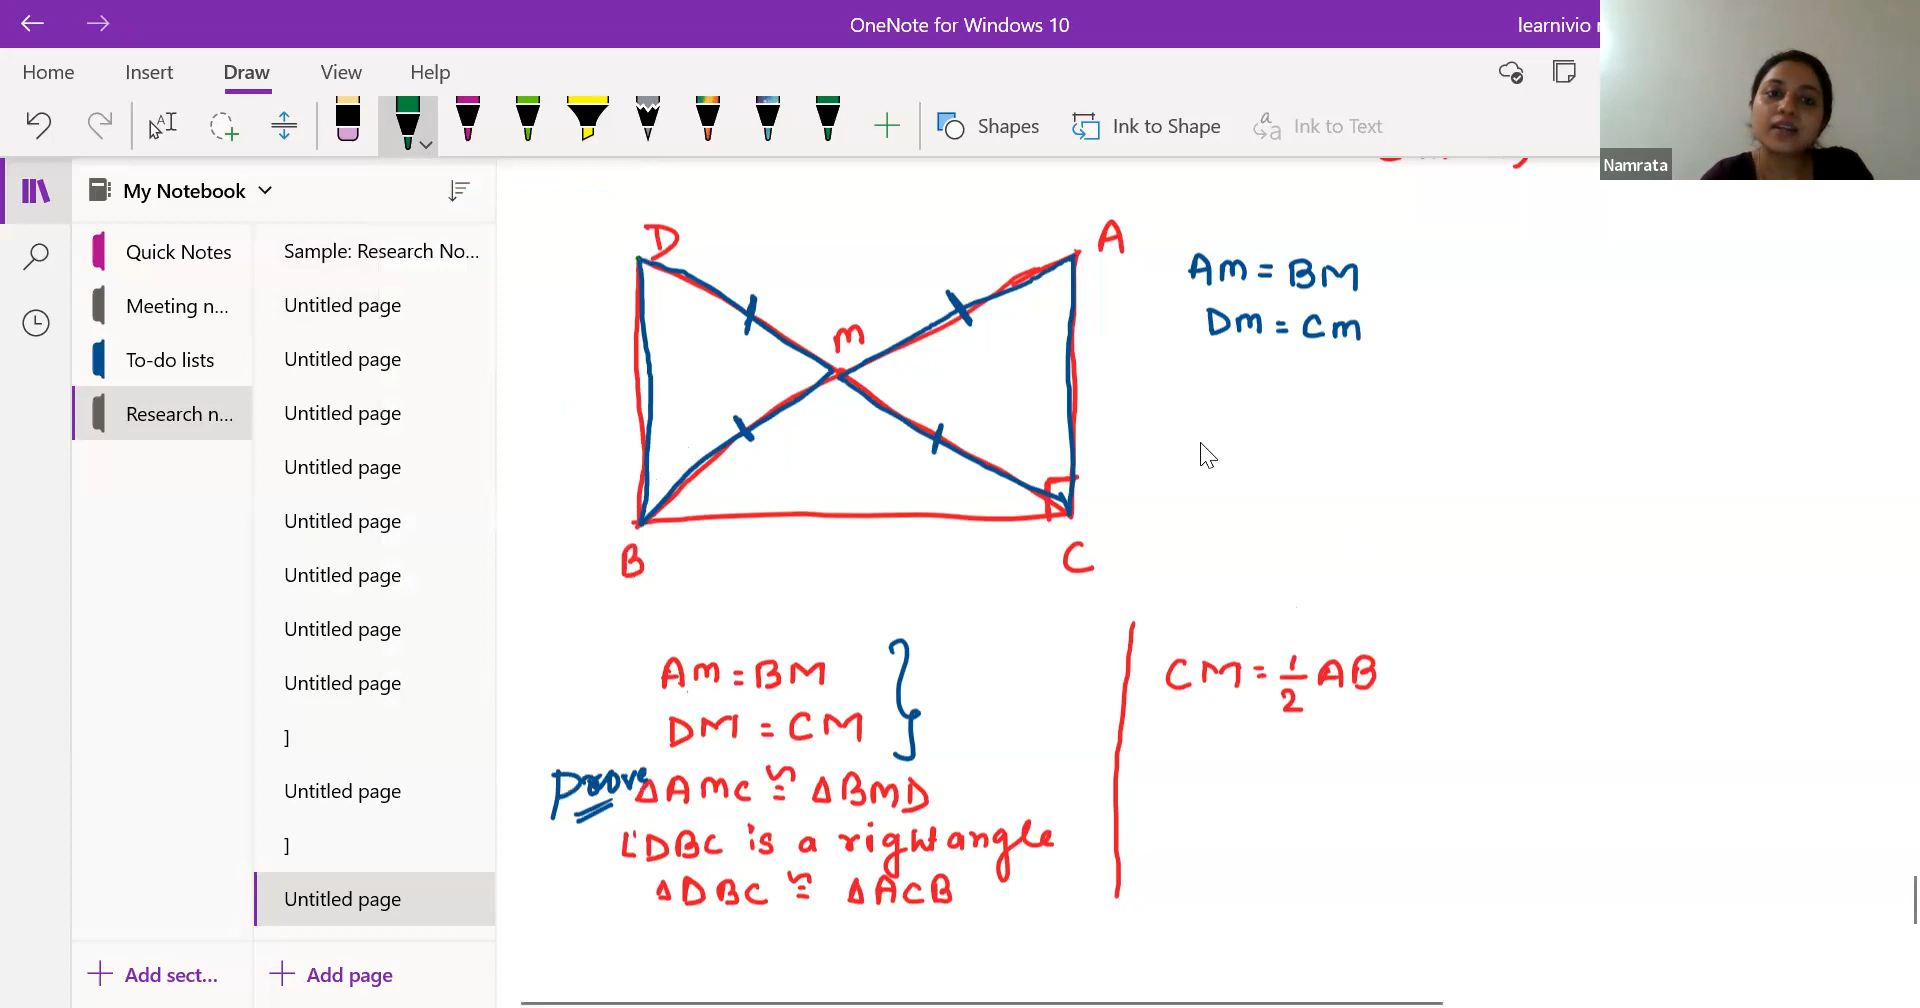 OneNote for Windows 10
learnivio
Home Insert Draw View Help
Shapes Ink to Shape Ink to Text
Namrata
My Notebook
Quick Notes
Meeting n...
To-do lists
Research n...
Sample: Research No...
Untitled page
Untitled page
Untitled page
Untitled page
Untitled page
Untitled page
Untitled page
Untitled page
]
Untitled page
]
Untitled page
Add sect...
Add page
D
A
m
B
C
Am = BM
Dm = Cm
Am = BM
DM = CM
Prove ΔAmC ≅ ΔBMD
∟DBC is a right angle
ΔDBC ≅ ΔACB
CM = 1/2 AB